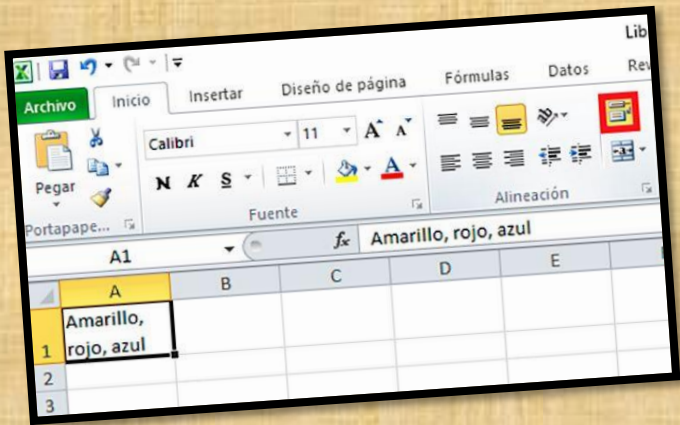 Lib
Archivo Inicio Insertar Diseño de página Fórmulas Datos Rev
Pegar
Calibri 11 A A
N K S A
Portapape... Fuente Alineación
A1 fx Amarillo, rojo, azul
A B C D E
1 Amarillo,
rojo, azul
2
3